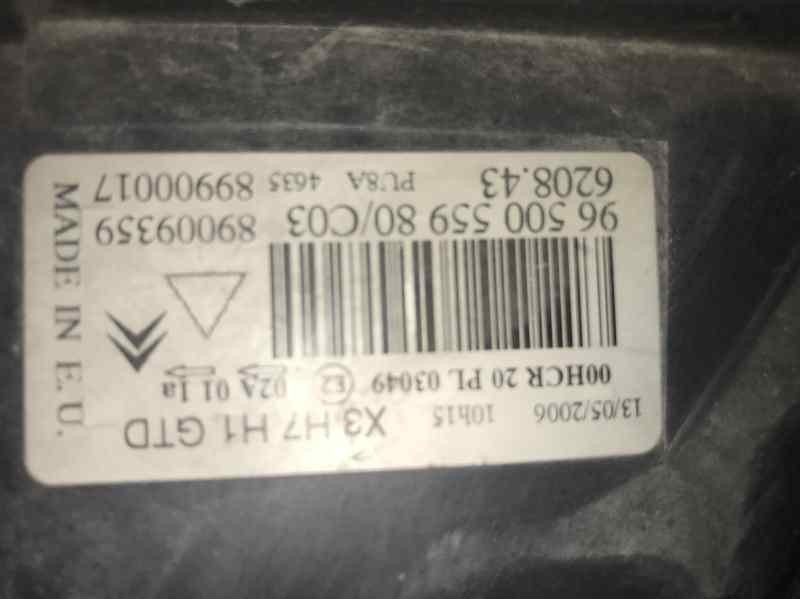 13/05/2006 10h15 X3 H7 H1 GTD
00HCR 20 PL 03049 E2 02A 01 1a
96 500 559 80/C03 89009359
6208.43 PU8A 4635 89900017
MADE IN E.U.